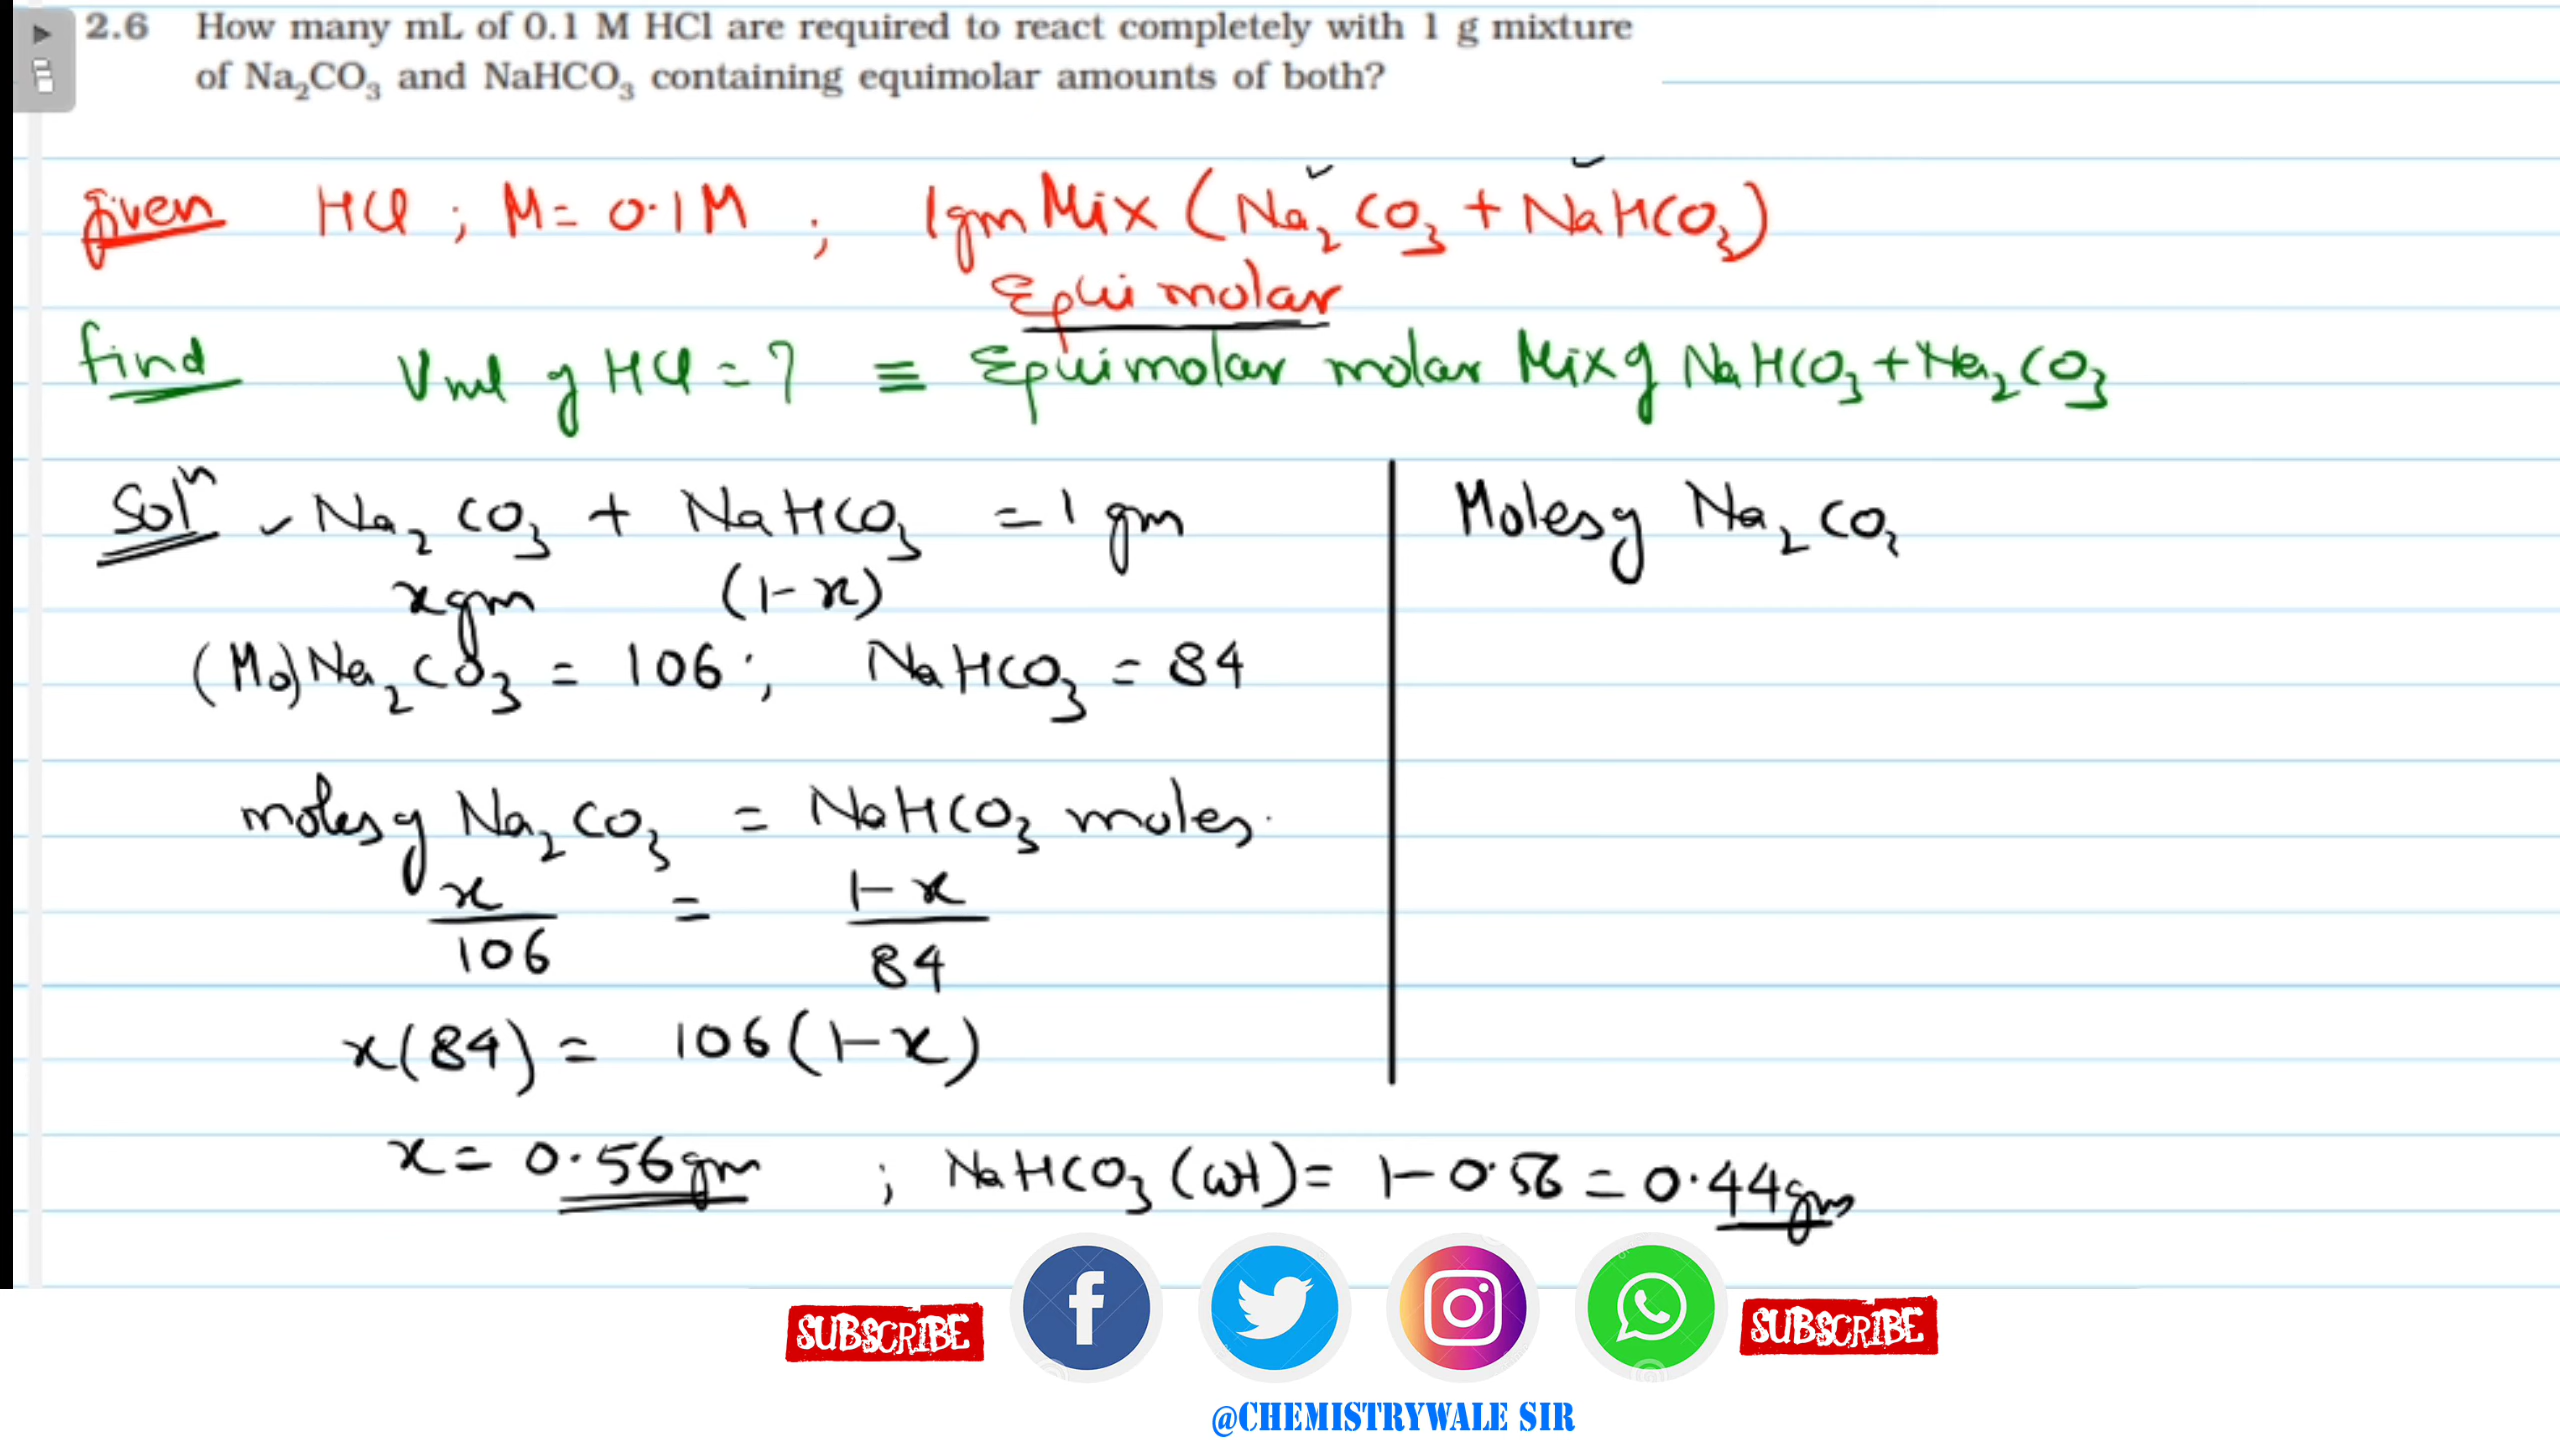 2.6 How many mL of 0.1 M HCl are required to react completely with 1 g mixture
of Na₂CO₃ and NaHCO₃ containing equimolar amounts of both?
given HCl ; M = 0.1M ; 1gm Mix (Na₂CO₃ + NaHCO₃)
Equimolar
find V ml of HCl = ? ≡ Equimolar molar Mix of NaHCO₃ + Na₂CO₃
Solⁿ ✓ Na₂CO₃ + NaHCO₃ = 1 gm
x gm (1-x)
(M₀) Na₂CO₃ = 106 ; NaHCO₃ = 84
moles of Na₂CO₃ = NaHCO₃ moles.
x/106 = 1-x/84
x(84) = 106(1-x)
x = 0.56gm ; NaHCO₃ (wt) = 1-0.56 = 0.44gm
Moles of Na₂CO₃
SUBSCRIBE
SUBSCRIBE
@CHEMISTRYWALE SIR